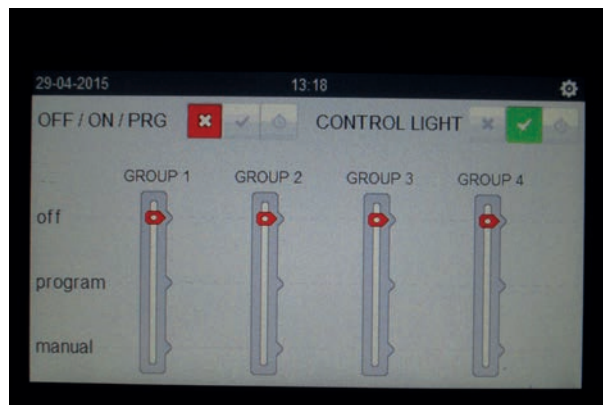 29-04-2015 13:18
OFF / ON / PRG CONTROL LIGHT
GROUP 1 GROUP 2 GROUP 3 GROUP 4
off
program
manual